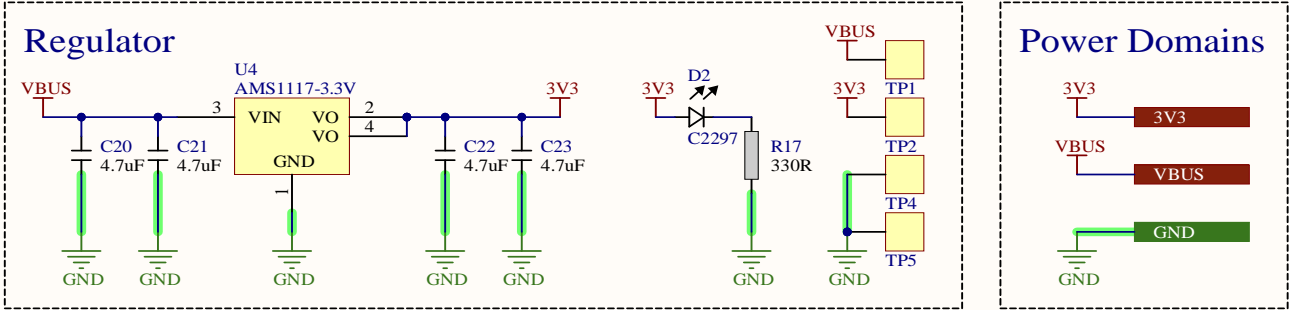 Regulator
VBUS
U4
AMS1117-3.3V
3
VIN
VO
2
VO
4
GND
1
C20
4.7uF
C21
4.7uF
C22
4.7uF
C23
4.7uF
3V3
GND
GND
GND
GND
GND
3V3
D2
C2297
R17
330R
GND
VBUS
TP1
3V3
TP2
TP4
TP5
GND
Power Domains
3V3
3V3
VBUS
VBUS
GND
GND